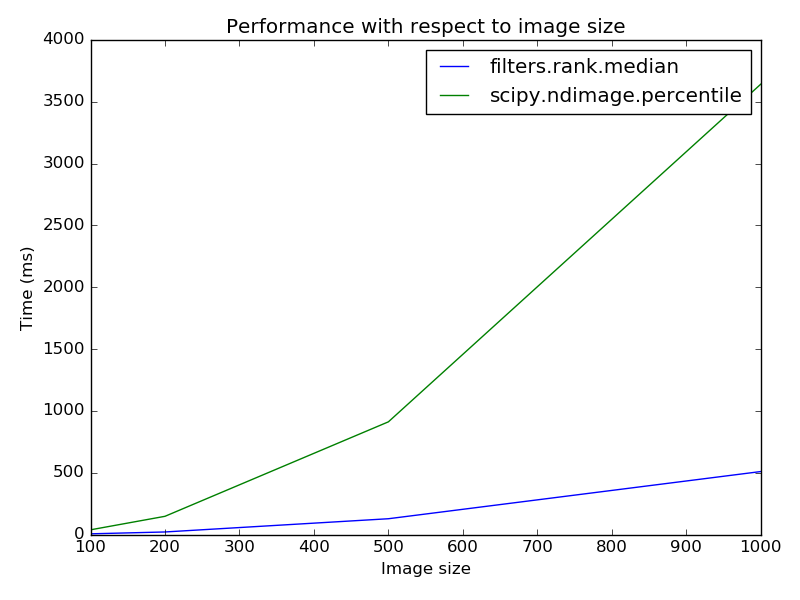 Performance with respect to image size
filters.rank.median
scipy.ndimage.percentile
4000
3500
3000
2500
2000
1500
1000
500
0
Time (ms)
100 200 300 400 500 600 700 800 900 1000
Image size